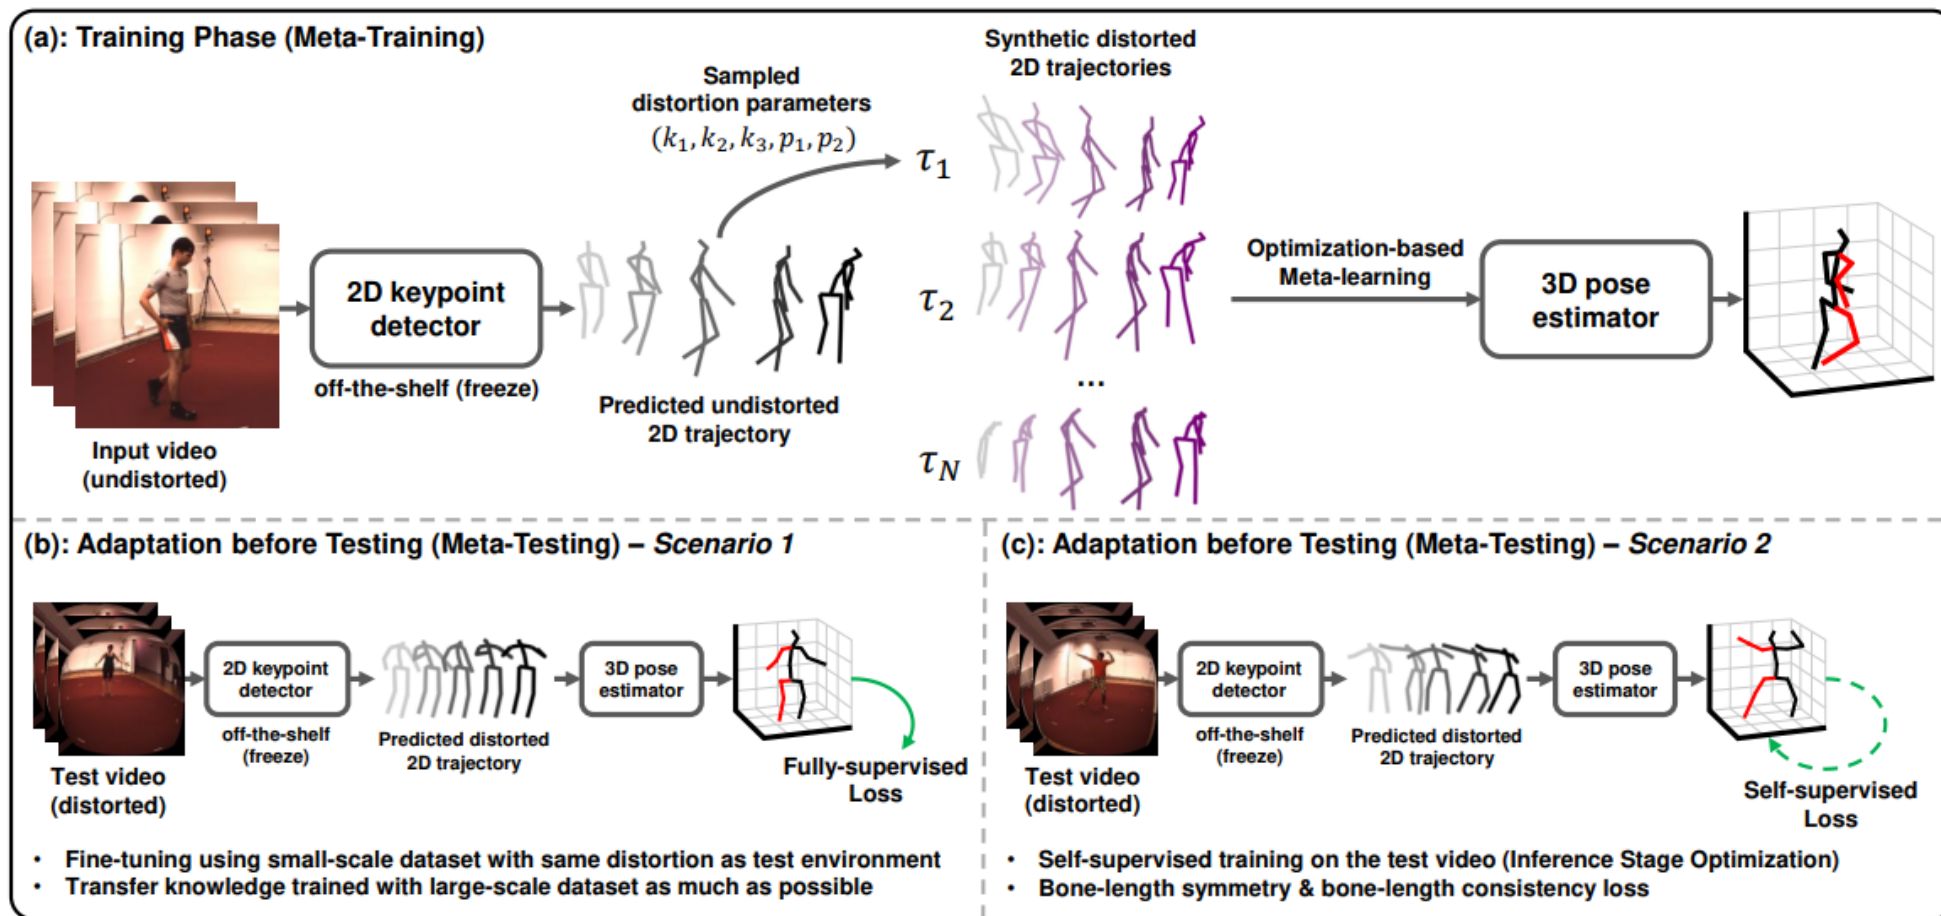 (a): Training Phase (Meta-Training)
Sampled
distortion parameters
(k₁, k₂, k₃, p₁, p₂)
Synthetic distorted
2D trajectories
τ₁
τ₂
...
τ_N
2D keypoint
detector
off-the-shelf (freeze)
Input video
(undistorted)
Predicted undistorted
2D trajectory
Optimization-based
Meta-learning
3D pose
estimator
(b): Adaptation before Testing (Meta-Testing) – Scenario 1
2D keypoint
detector
off-the-shelf
(freeze)
Test video
(distorted)
Predicted distorted
2D trajectory
3D pose
estimator
Fully-supervised
Loss
• Fine-tuning using small-scale dataset with same distortion as test environment
• Transfer knowledge trained with large-scale dataset as much as possible
(c): Adaptation before Testing (Meta-Testing) – Scenario 2
2D keypoint
detector
off-the-shelf
(freeze)
Test video
(distorted)
Predicted distorted
2D trajectory
3D pose
estimator
Self-supervised
Loss
• Self-supervised training on the test video (Inference Stage Optimization)
• Bone-length symmetry & bone-length consistency loss